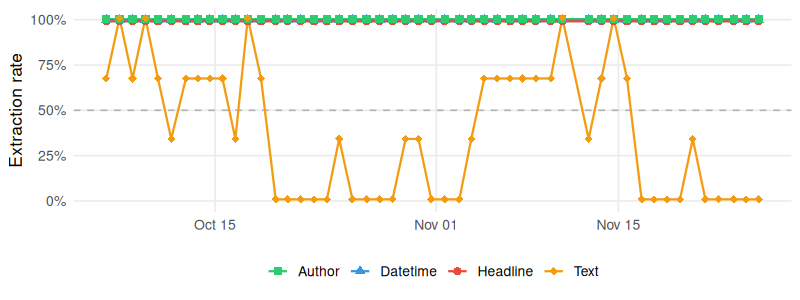 100%
75%
50%
25%
0%
Extraction rate
Oct 15 Nov 01 Nov 15
Author Datetime Headline Text